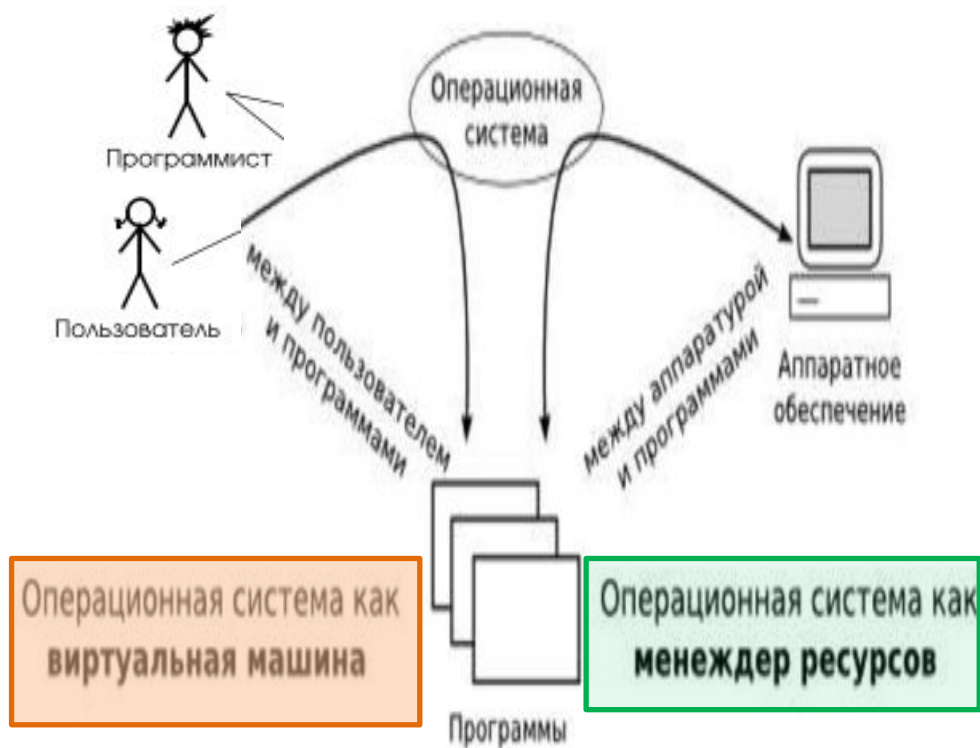 Операционная
система
Программист
Пользователь
между пользователем
и программами
между аппаратурой
и программами
Аппаратное
обеспечение
Операционная система как
виртуальная машина
Операционная система как
менеждер ресурсов
Программы